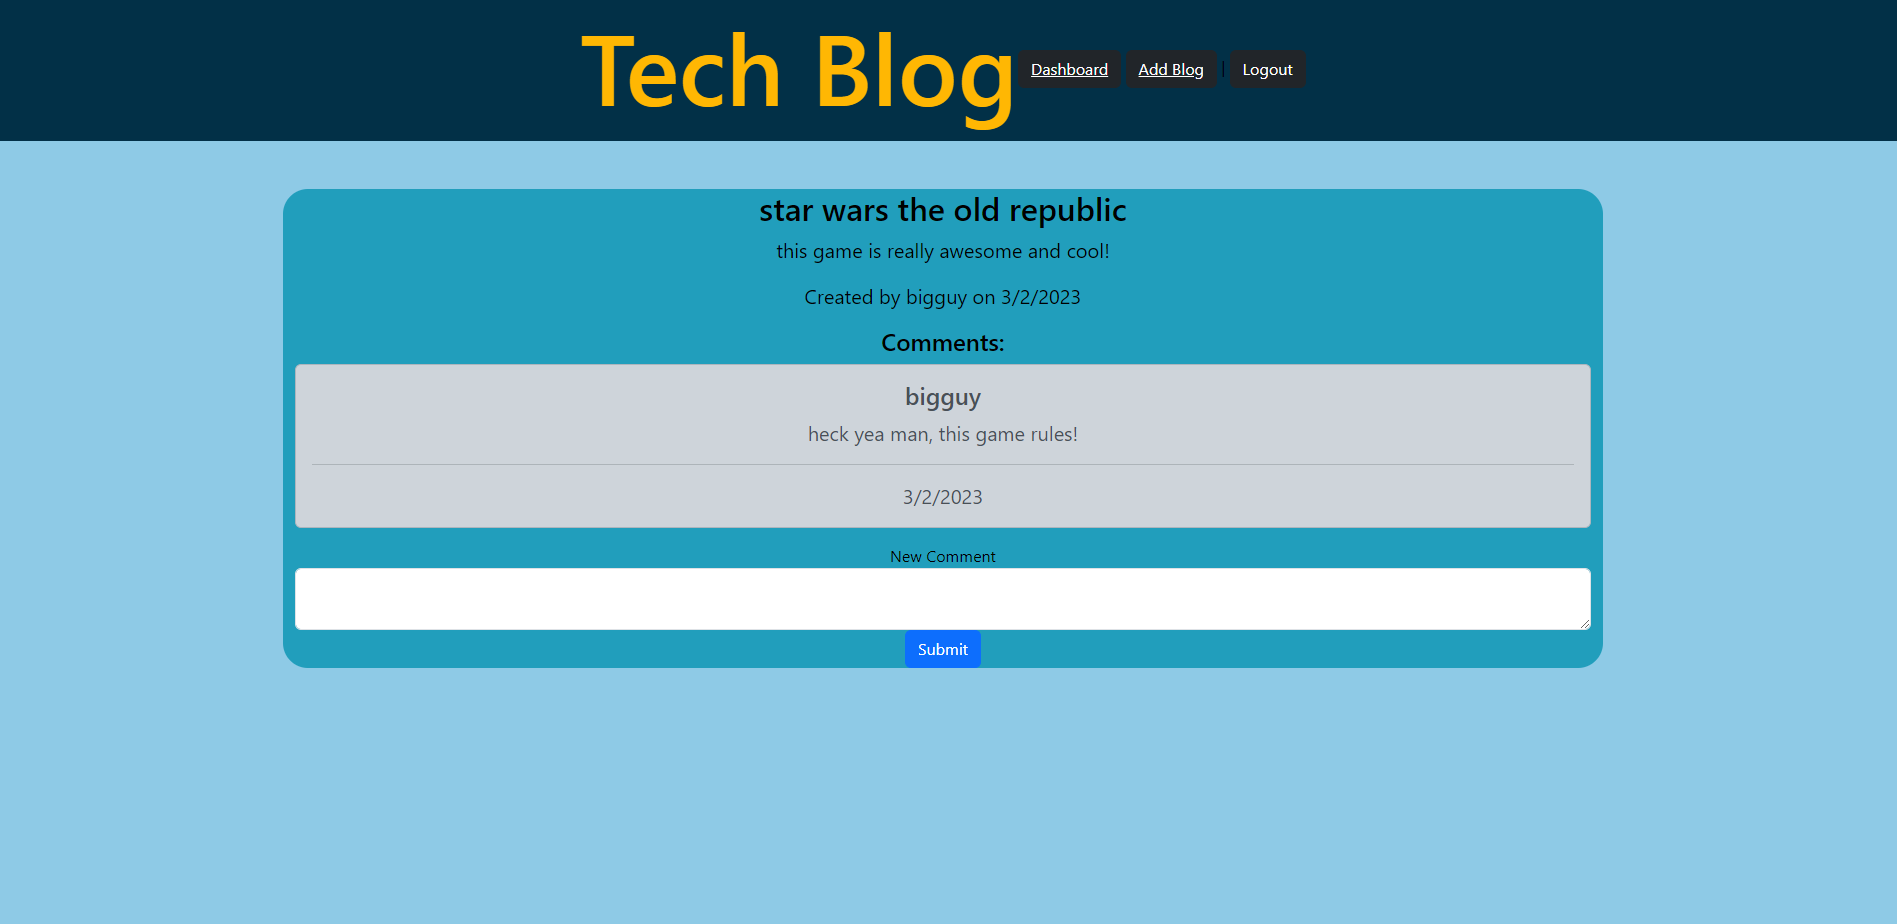 Tech Blog
Dashboard Add Blog | Logout
star wars the old republic
this game is really awesome and cool!
Created by bigguy on 3/2/2023
Comments:
bigguy
heck yea man, this game rules!
3/2/2023
New Comment
Submit